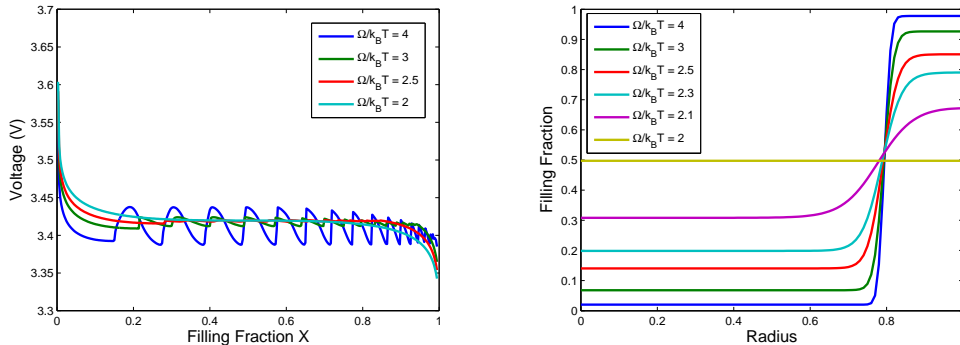 3.7
3.6
3.5
3.4
3.3
Voltage (V)
0 0.2 0.4 0.6 0.8 1
Filling Fraction X
Ω/k_BT = 4
Ω/k_BT = 3
Ω/k_BT = 2.5
Ω/k_BT = 2
3.65
3.55
3.45
3.35
1
0.9
0.8
0.7
0.6
0.5
0.4
0.3
0.2
0.1
0
Filling Fraction
0 0.2 0.4 0.6 0.8
Radius
Ω/k_BT = 4
Ω/k_BT = 3
Ω/k_BT = 2.5
Ω/k_BT = 2.3
Ω/k_BT = 2.1
Ω/k_BT = 2